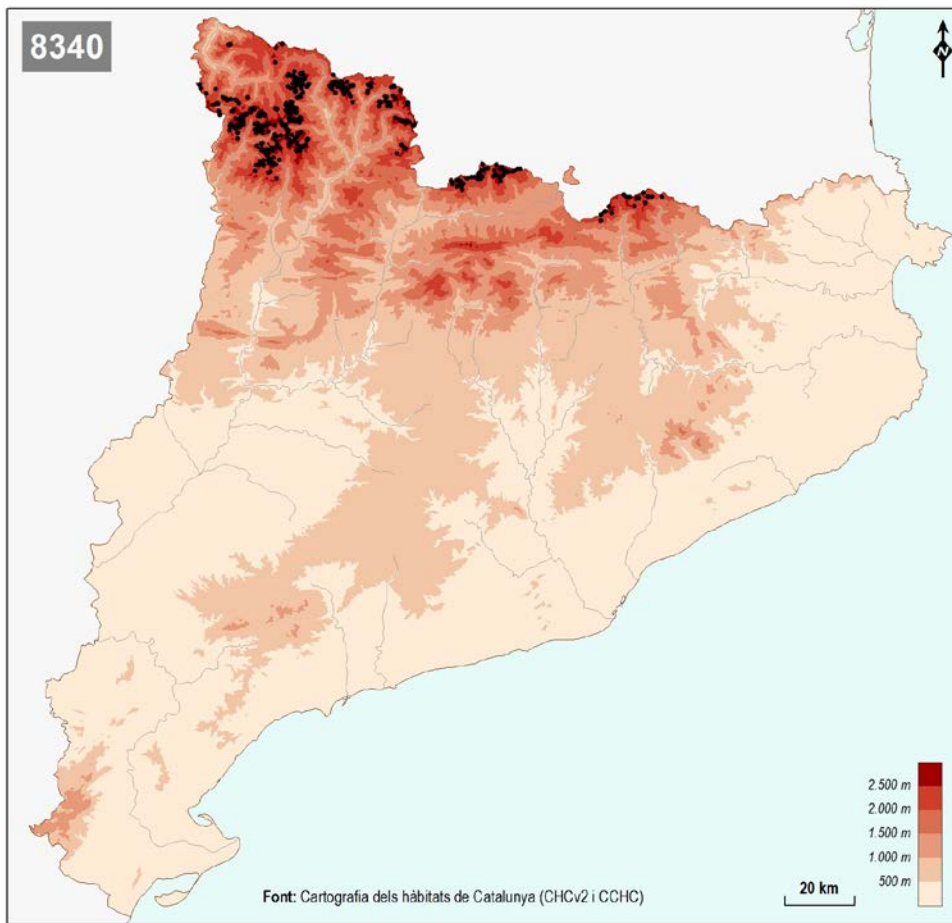 8340
N
2.500 m
2.000 m
1.500 m
1.000 m
500 m
20 km
Font: Cartografia dels hàbitats de Catalunya (CHCv2 i CCHC)